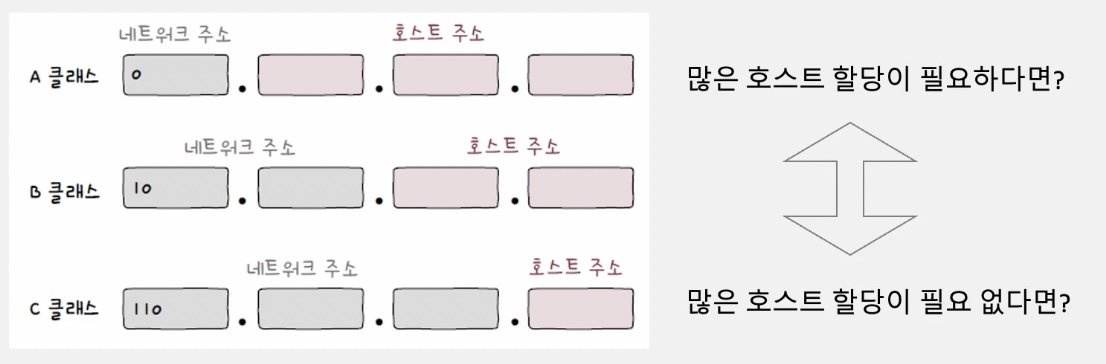 네트워크 주소 호스트 주소
A 클래스 0 . . .
많은 호스트 할당이 필요하다면?
네트워크 주소 호스트 주소
B 클래스 10 . . .
네트워크 주소 호스트 주소
C 클래스 110 . . .
많은 호스트 할당이 필요 없다면?